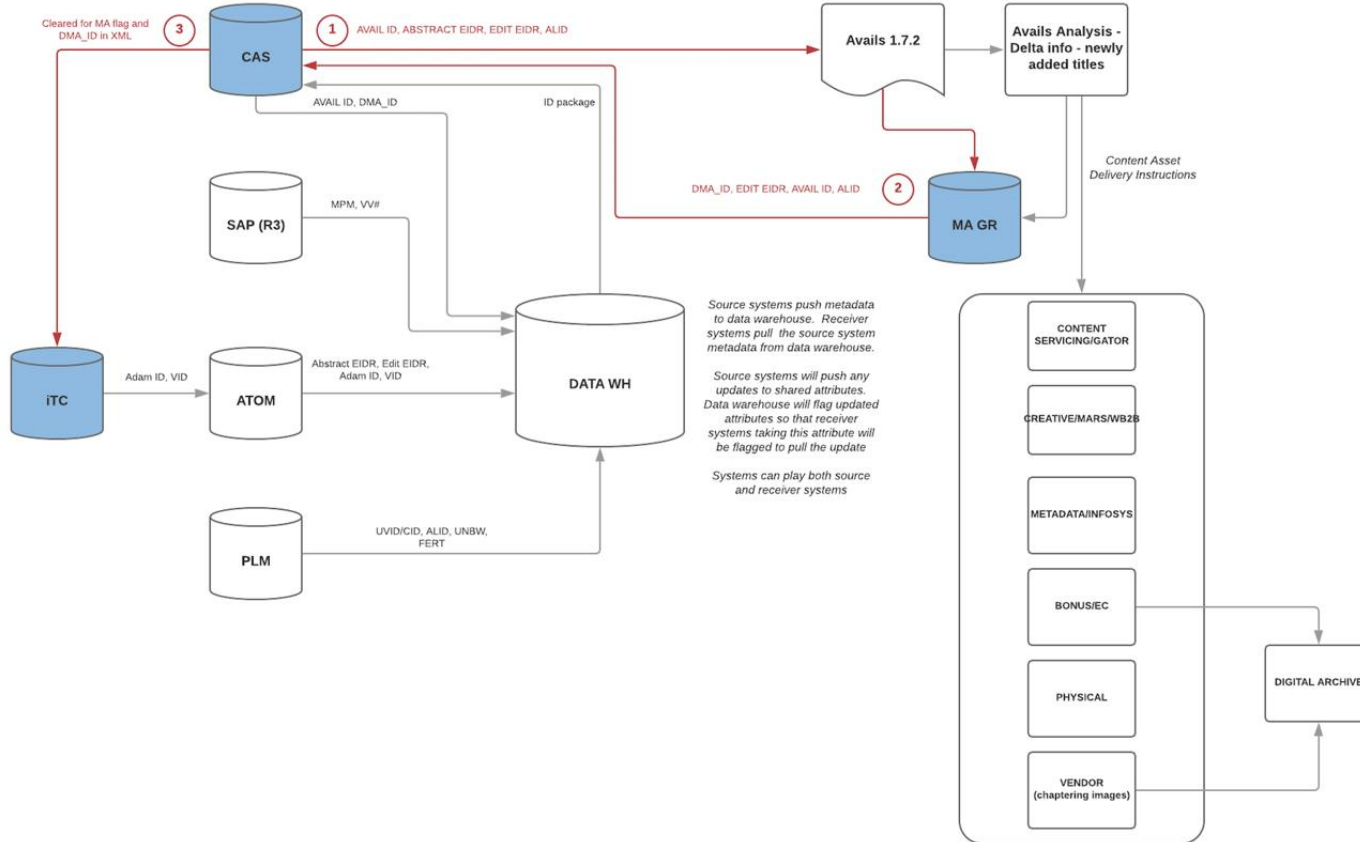 Cleared for MA flag and
DMA_ID in XML
3
CAS
1
AVAIL ID, ABSTRACT EIDR, EDIT EIDR, ALID
Avails 1.7.2
Avails Analysis -
Delta info - newly
added titles
AVAIL ID, DMA_ID
ID package
Content Asset
Delivery Instructions
SAP (R3)
MPM, VV#
DMA_ID, EDIT EIDR, AVAIL ID, ALID
2
MA GR
Source systems push metadata
to data warehouse. Receiver
systems pull the source system
metadata from data warehouse.
Source systems will push any
updates to shared attributes.
Data warehouse will flag updated
attributes so that receiver
systems taking this attribute will
be flagged to pull the update
Systems can play both source
and receiver systems
iTC
Adam ID, VID
ATOM
Abstract EIDR, Edit EIDR,
Adam ID, VID
DATA WH
PLM
UVID/CID, ALID, UNBW,
FERT
CONTENT
SERVICING/GATOR
CREATIVE/MARS/WB2B
METADATA/INFOSYS
BONUS/EC
PHYSICAL
VENDOR
(chaptering images)
DIGITAL ARCHIVE